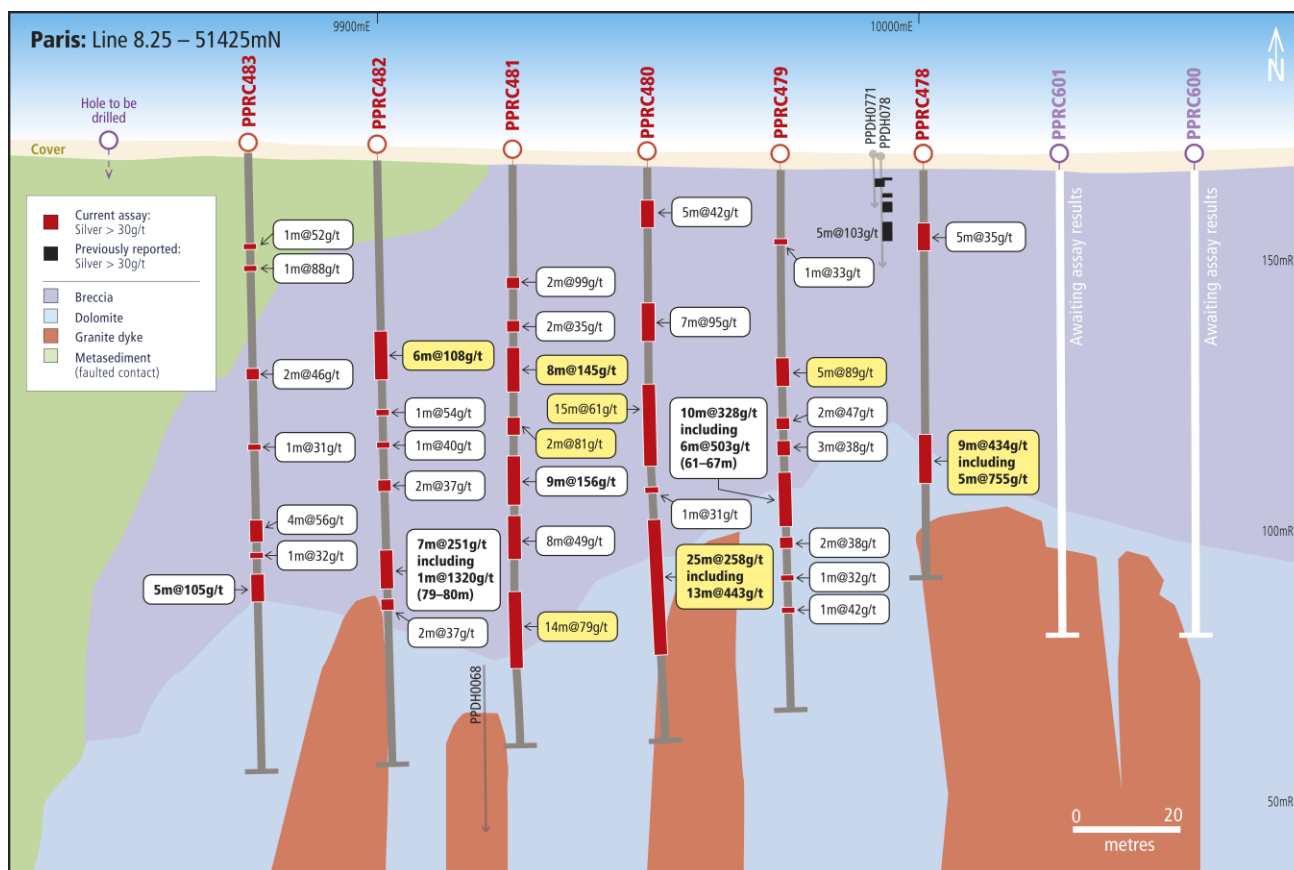 Paris: Line 8.25 – 51425mN
9900mE
10000mE
N
Hole to be
drilled
PPRC483
PPRC482
PPRC481
PPRC480
PPRC479
PPDH0771
PPDH078
PPRC478
PPRC601
PPRC600
Cover
Current assay:
Silver > 30g/t
Previously reported:
Silver > 30g/t
Breccia
Dolomite
Granite dyke
Metasediment
(faulted contact)
1m@52g/t
1m@88g/t
2m@46g/t
1m@31g/t
4m@56g/t
1m@32g/t
5m@105g/t
6m@108g/t
1m@54g/t
1m@40g/t
2m@37g/t
7m@251g/t
including
1m@1320g/t
(79–80m)
2m@37g/t
PPDH0068
2m@99g/t
2m@35g/t
8m@145g/t
2m@81g/t
9m@156g/t
8m@49g/t
14m@79g/t
5m@42g/t
7m@95g/t
15m@61g/t
1m@31g/t
25m@258g/t
including
13m@443g/t
5m@103g/t
1m@33g/t
5m@89g/t
2m@47g/t
3m@38g/t
10m@328g/t
including
6m@503g/t
(61–67m)
2m@38g/t
1m@32g/t
1m@42g/t
5m@35g/t
9m@434g/t
including
5m@755g/t
Awaiting assay results
Awaiting assay results
150mR
100mR
50mR
0 20
metres